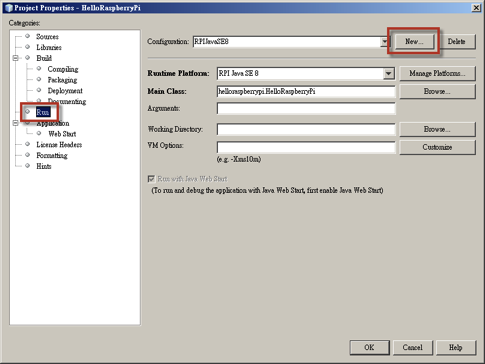 Project Properties - HelloRaspberryPi
Categories:
Sources
Libraries
Build
Compiling
Packaging
Deployment
Documenting
Run
Application
Web Start
License Headers
Formatting
Hints
Configuration: RPIJavaSE8 New... Delete
Runtime Platform: RPI Java SE 8 Manage Platforms...
Main Class: helloraspberrypi.HelloRaspberryPi Browse...
Arguments:
Working Directory: Browse...
VM Options: Customize
(e.g. -Xms10m)
Run with Java Web Start
(To run and debug the application with Java Web Start, first enable Java Web Start)
OK Cancel Help